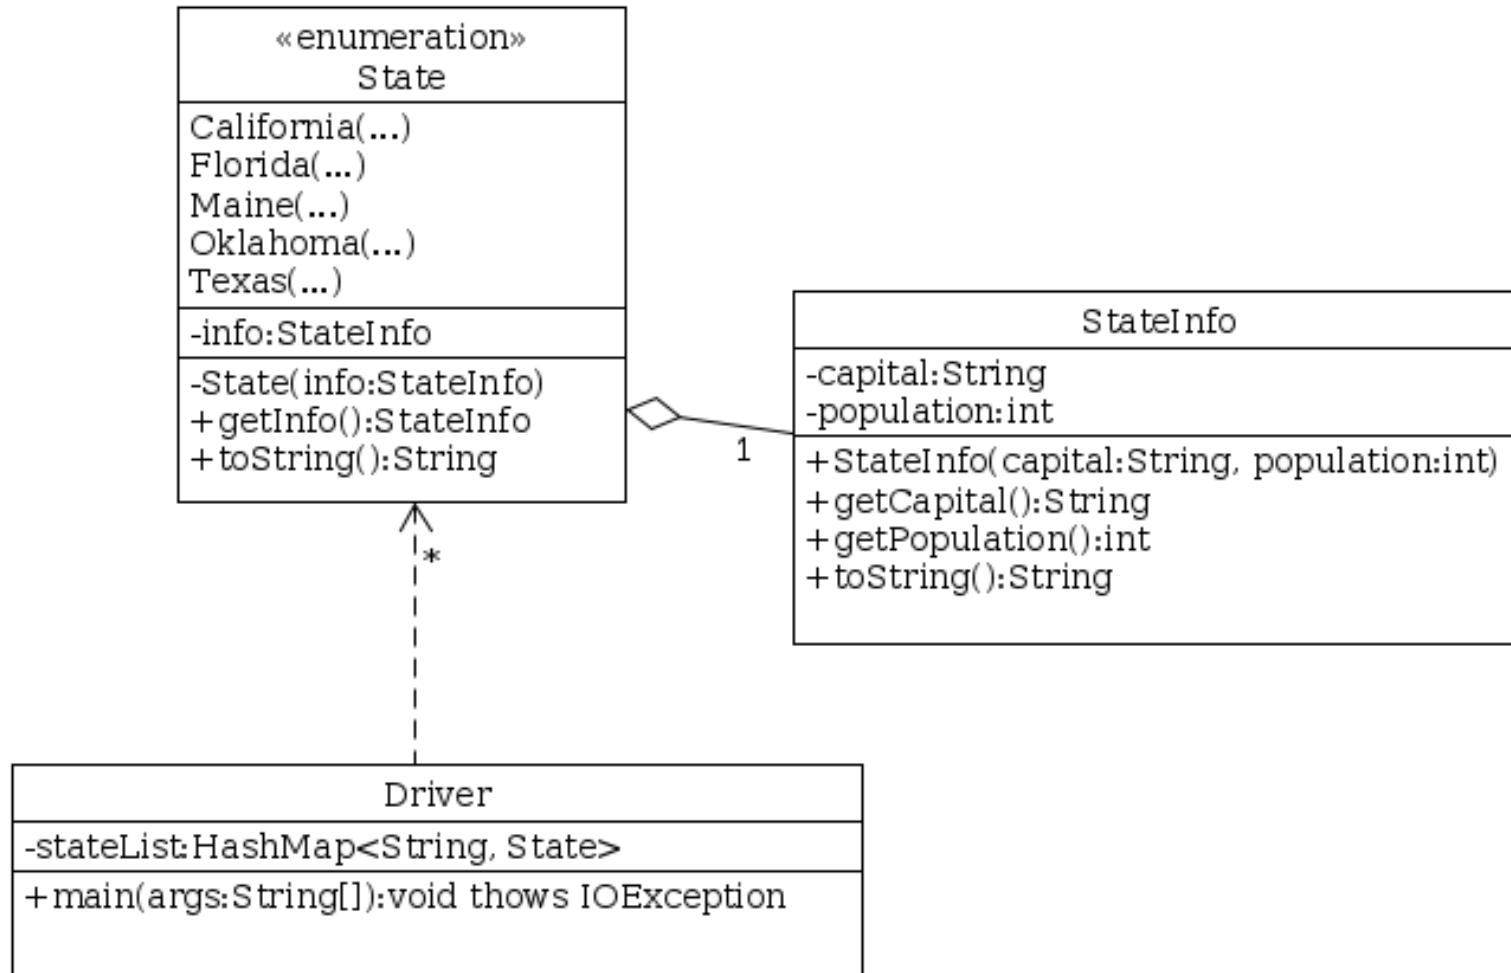 «enumeration»
State
California(...)
Florida(...)
Maine(...)
Oklahoma(...)
Texas(...)
-info:StateInfo
-State(info:StateInfo)
+getInfo():StateInfo
+toString():String
1
StateInfo
-capital:String
-population:int
+StateInfo(capital:String, population:int)
+getCapital():String
+getPopulation():int
+toString():String
*
Driver
-stateList:HashMap<String, State>
+main(args:String[]):void thows IOException